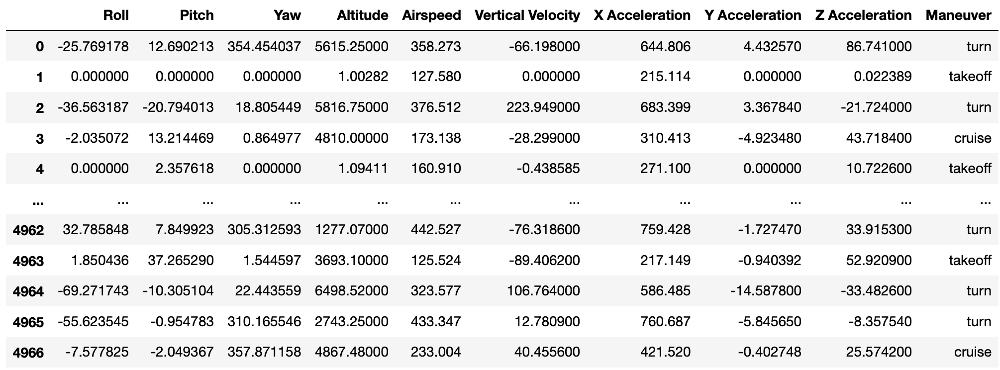 Roll Pitch Yaw Altitude Airspeed Vertical Velocity X Acceleration Y Acceleration Z Acceleration Maneuver
0 -25.769178 12.690213 354.454037 5615.25000 358.273 -66.198000 644.806 4.432570 86.741000 turn
1 0.000000 0.000000 0.000000 1.00282 127.580 0.000000 215.114 0.000000 0.022389 takeoff
2 -36.563187 -20.794013 18.805449 5816.75000 376.512 223.949000 683.399 3.367840 -21.724000 turn
3 -2.035072 13.214469 0.864977 4810.00000 173.138 -28.299000 310.413 -4.923480 43.718400 cruise
4 0.000000 2.357618 0.000000 1.09411 160.910 -0.438585 271.100 0.000000 10.722600 takeoff
... ... ... ... ... ... ... ... ... ... ...
4962 32.785848 7.849923 305.312593 1277.07000 442.527 -76.318600 759.428 -1.727470 33.915300 turn
4963 1.850436 37.265290 1.544597 3693.10000 125.524 -89.406200 217.149 -0.940392 52.920900 takeoff
4964 -69.271743 -10.305104 22.443559 6498.52000 323.577 106.764000 586.485 -14.587800 -33.482600 turn
4965 -55.623545 -0.954783 310.165546 2743.25000 433.347 12.780900 760.687 -5.845650 -8.357540 turn
4966 -7.577825 -2.049367 357.871158 4867.48000 233.004 40.455600 421.520 -0.402748 25.574200 cruise